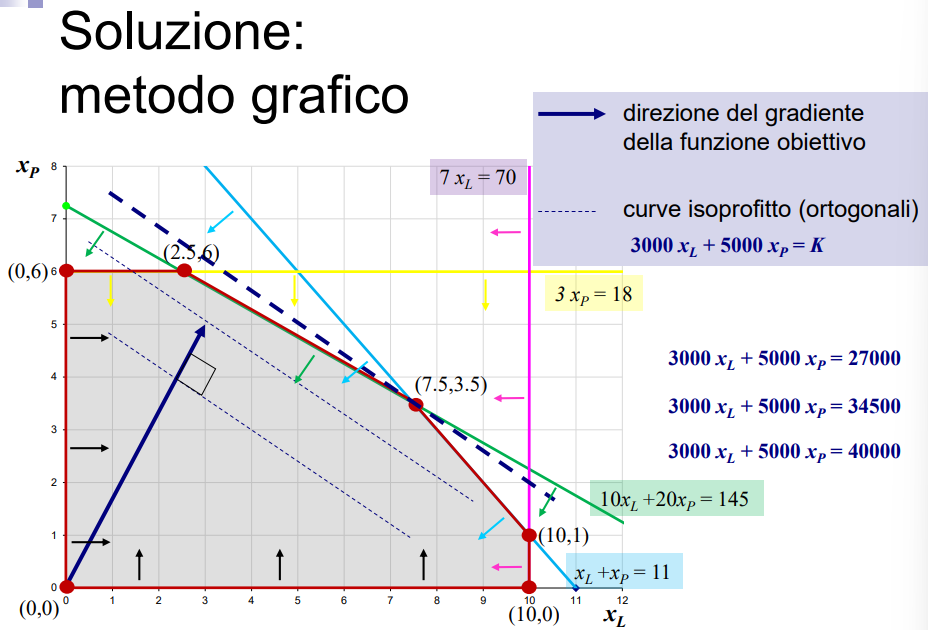 Soluzione:
metodo grafico
direzione del gradiente
della funzione obiettivo
curve isoprofitto (ortogonali)
3000 xL + 5000 xP = K
xP
8
7
6
5
4
3
2
1
0
0
1
2
3
4
5
6
7
8
9
10
11
12
xL
7 xL = 70
(2.5,6)
(0,6)
3 xP = 18
(7.5,3.5)
3000 xL + 5000 xP = 27000
3000 xL + 5000 xP = 34500
3000 xL + 5000 xP = 40000
10xL +20xP = 145
(10,1)
xL +xP = 11
(0,0)
(10,0)